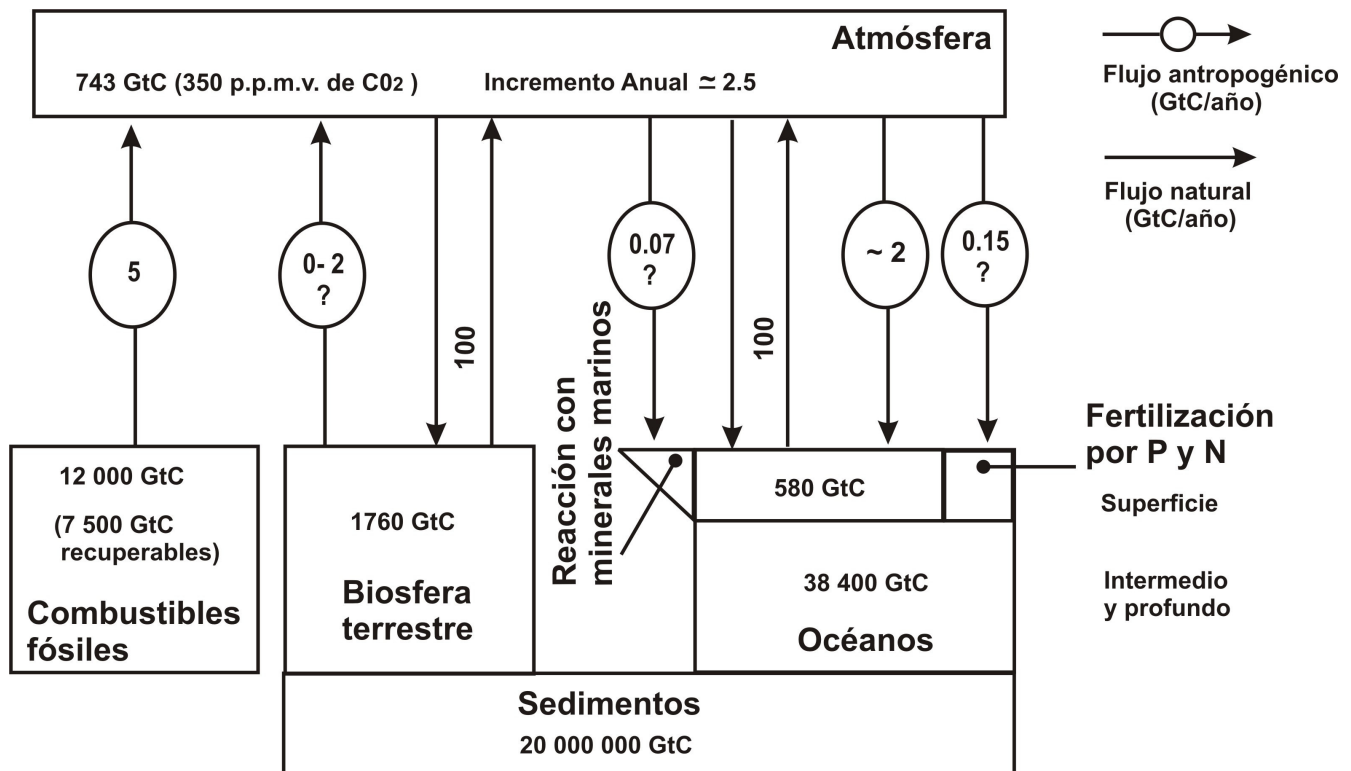 Atmósfera
743 GtC (350 p.p.m.v. de C02 )
Incremento Anual ≃ 2.5
Flujo antropogénico
(GtC/año)
Flujo natural
(GtC/año)
5
0- 2
?
100
0.07
?
100
~ 2
0.15
?
Reacción con
minerales marinos
Fertilización
por P y N
Superficie
Intermedio
y profundo
12 000 GtC
(7 500 GtC
recuperables)
Combustibles
fósiles
1760 GtC
Biosfera
terrestre
580 GtC
38 400 GtC
Océanos
Sedimentos
20 000 000 GtC